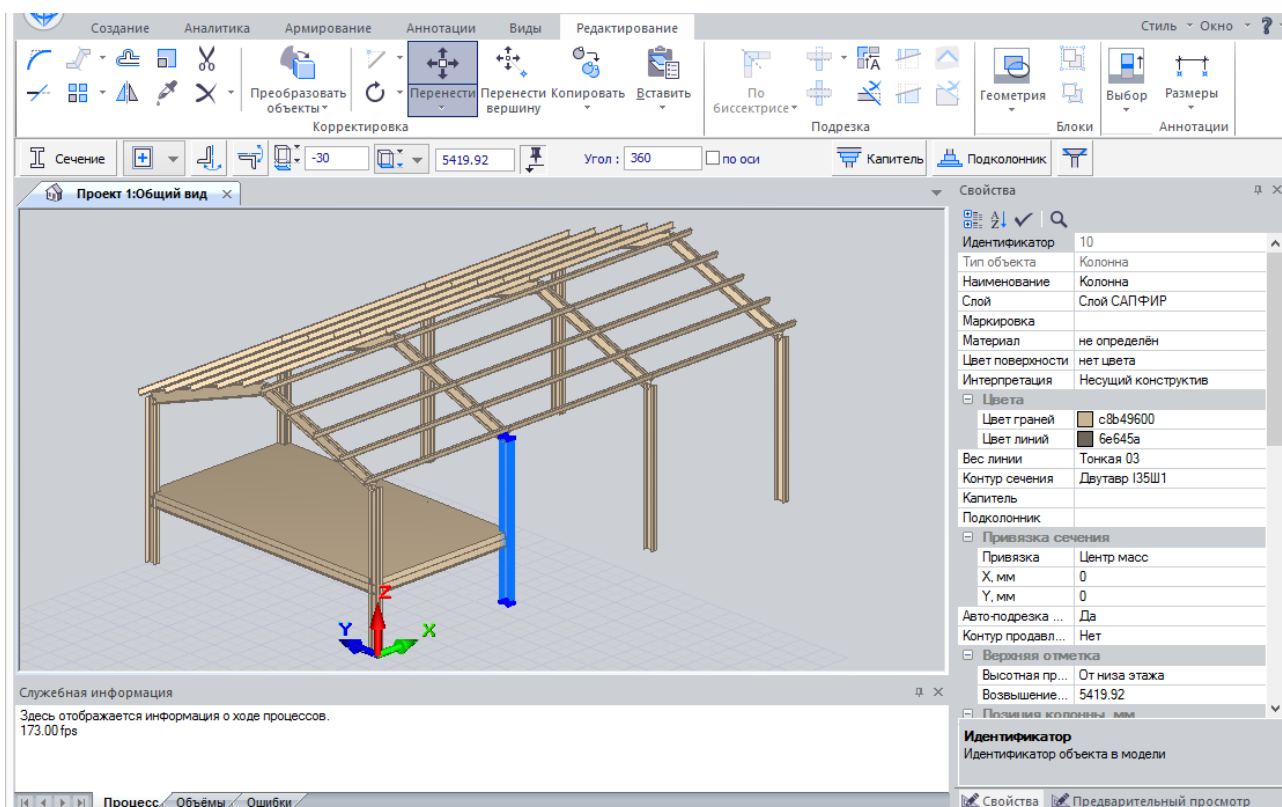 Создание Аналитика Армирование Аннотации Виды Редактирование Стиль Окно ?
Преобразовать объекты Перенести Перенести вершину Копировать Вставить По биссектрисе Геометрия Выбор Размеры
Корректировка Подрезка Блоки Аннотации
Сечение -30 5419.92 Угол : 360 по оси Капитель Подколонник
Проект 1:Общий вид
Свойства
Идентификатор 10
Тип объекта Колонна
Наименование Колонна
Слой Слой САПФИР
Маркировка
Материал не определён
Цвет поверхности нет цвета
Интерпретация Несущий конструктив
Цвета
Цвет граней c8b49600
Цвет линий 6e645a
Вес линии Тонкая 03
Контур сечения Двутавр I35Ш1
Капитель
Подколонник
Привязка сечения
Привязка Центр масс
X, мм 0
Y, мм 0
Авто-подрезка ... Да
Контур продавл... Нет
Верхняя отметка
Высотная пр... От низа этажа
Возвышение... 5419.92
Позиция колонны, мм
Идентификатор
Идентификатор объекта в модели
Свойства Предварительный просмотр
Z
Y X
Служебная информация
Здесь отображается информация о ходе процессов.
173.00 fps
Процесс Объёмы Ошибки